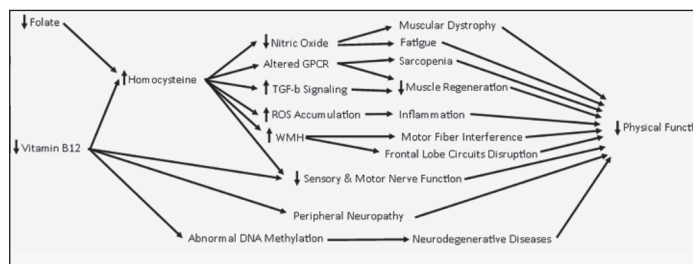 ↓Folate
↓Vitamin B12
↑Homocysteine
↓Nitric Oxide
Altered GPCR
↑TGF-b Signaling
↑ROS Accumulation
↑WMH
↓Sensory & Motor Nerve Function
Peripheral Neuropathy
Abnormal DNA Methylation
Muscular Dystrophy
Fatigue
Sarcopenia
↓Muscle Regeneration
Inflammation
Motor Fiber Interference
Frontal Lobe Circuits Disruption
Neurodegenerative Diseases
↓Physical Funct